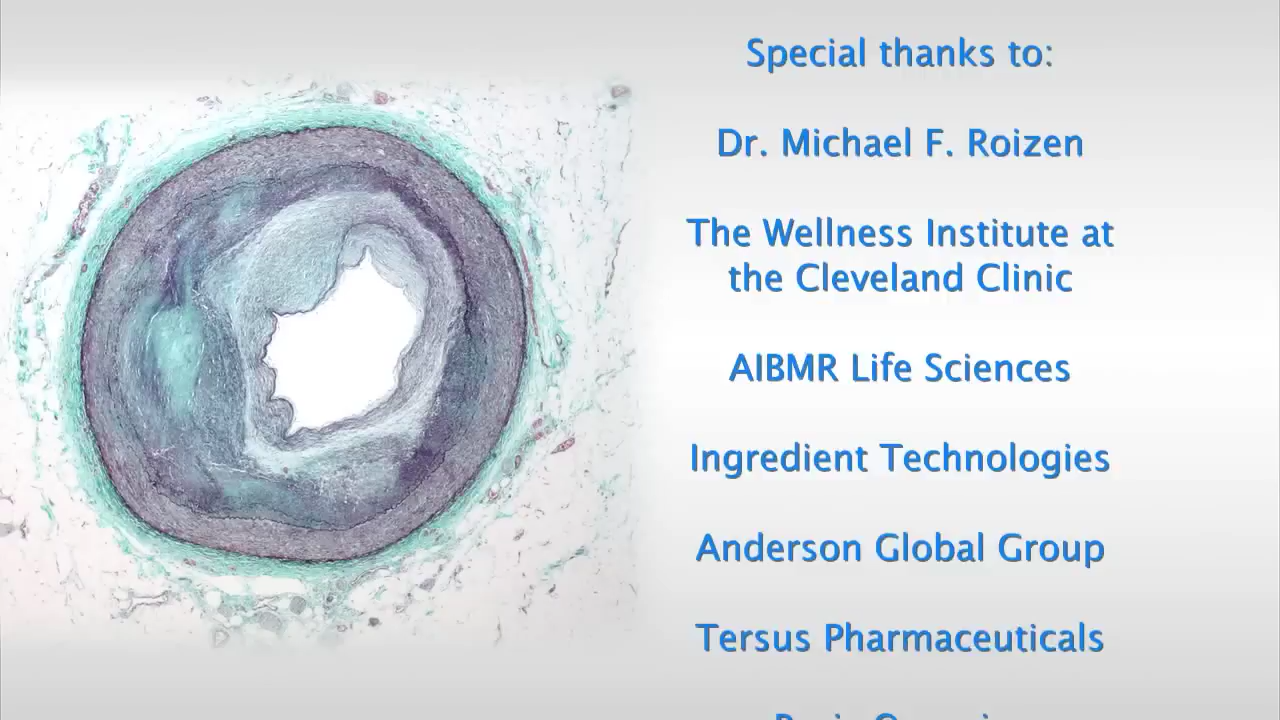 Special thanks to:
Dr. Michael F. Roizen
The Wellness Institute at
the Cleveland Clinic
AIBMR Life Sciences
Ingredient Technologies
Anderson Global Group
Tersus Pharmaceuticals